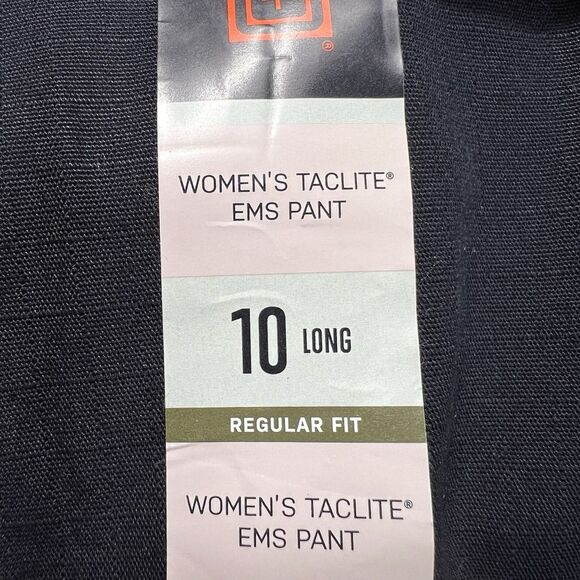 WOMEN'S TACLITE®
EMS PANT
10 LONG
REGULAR FIT
WOMEN'S TACLITE®
EMS PANT